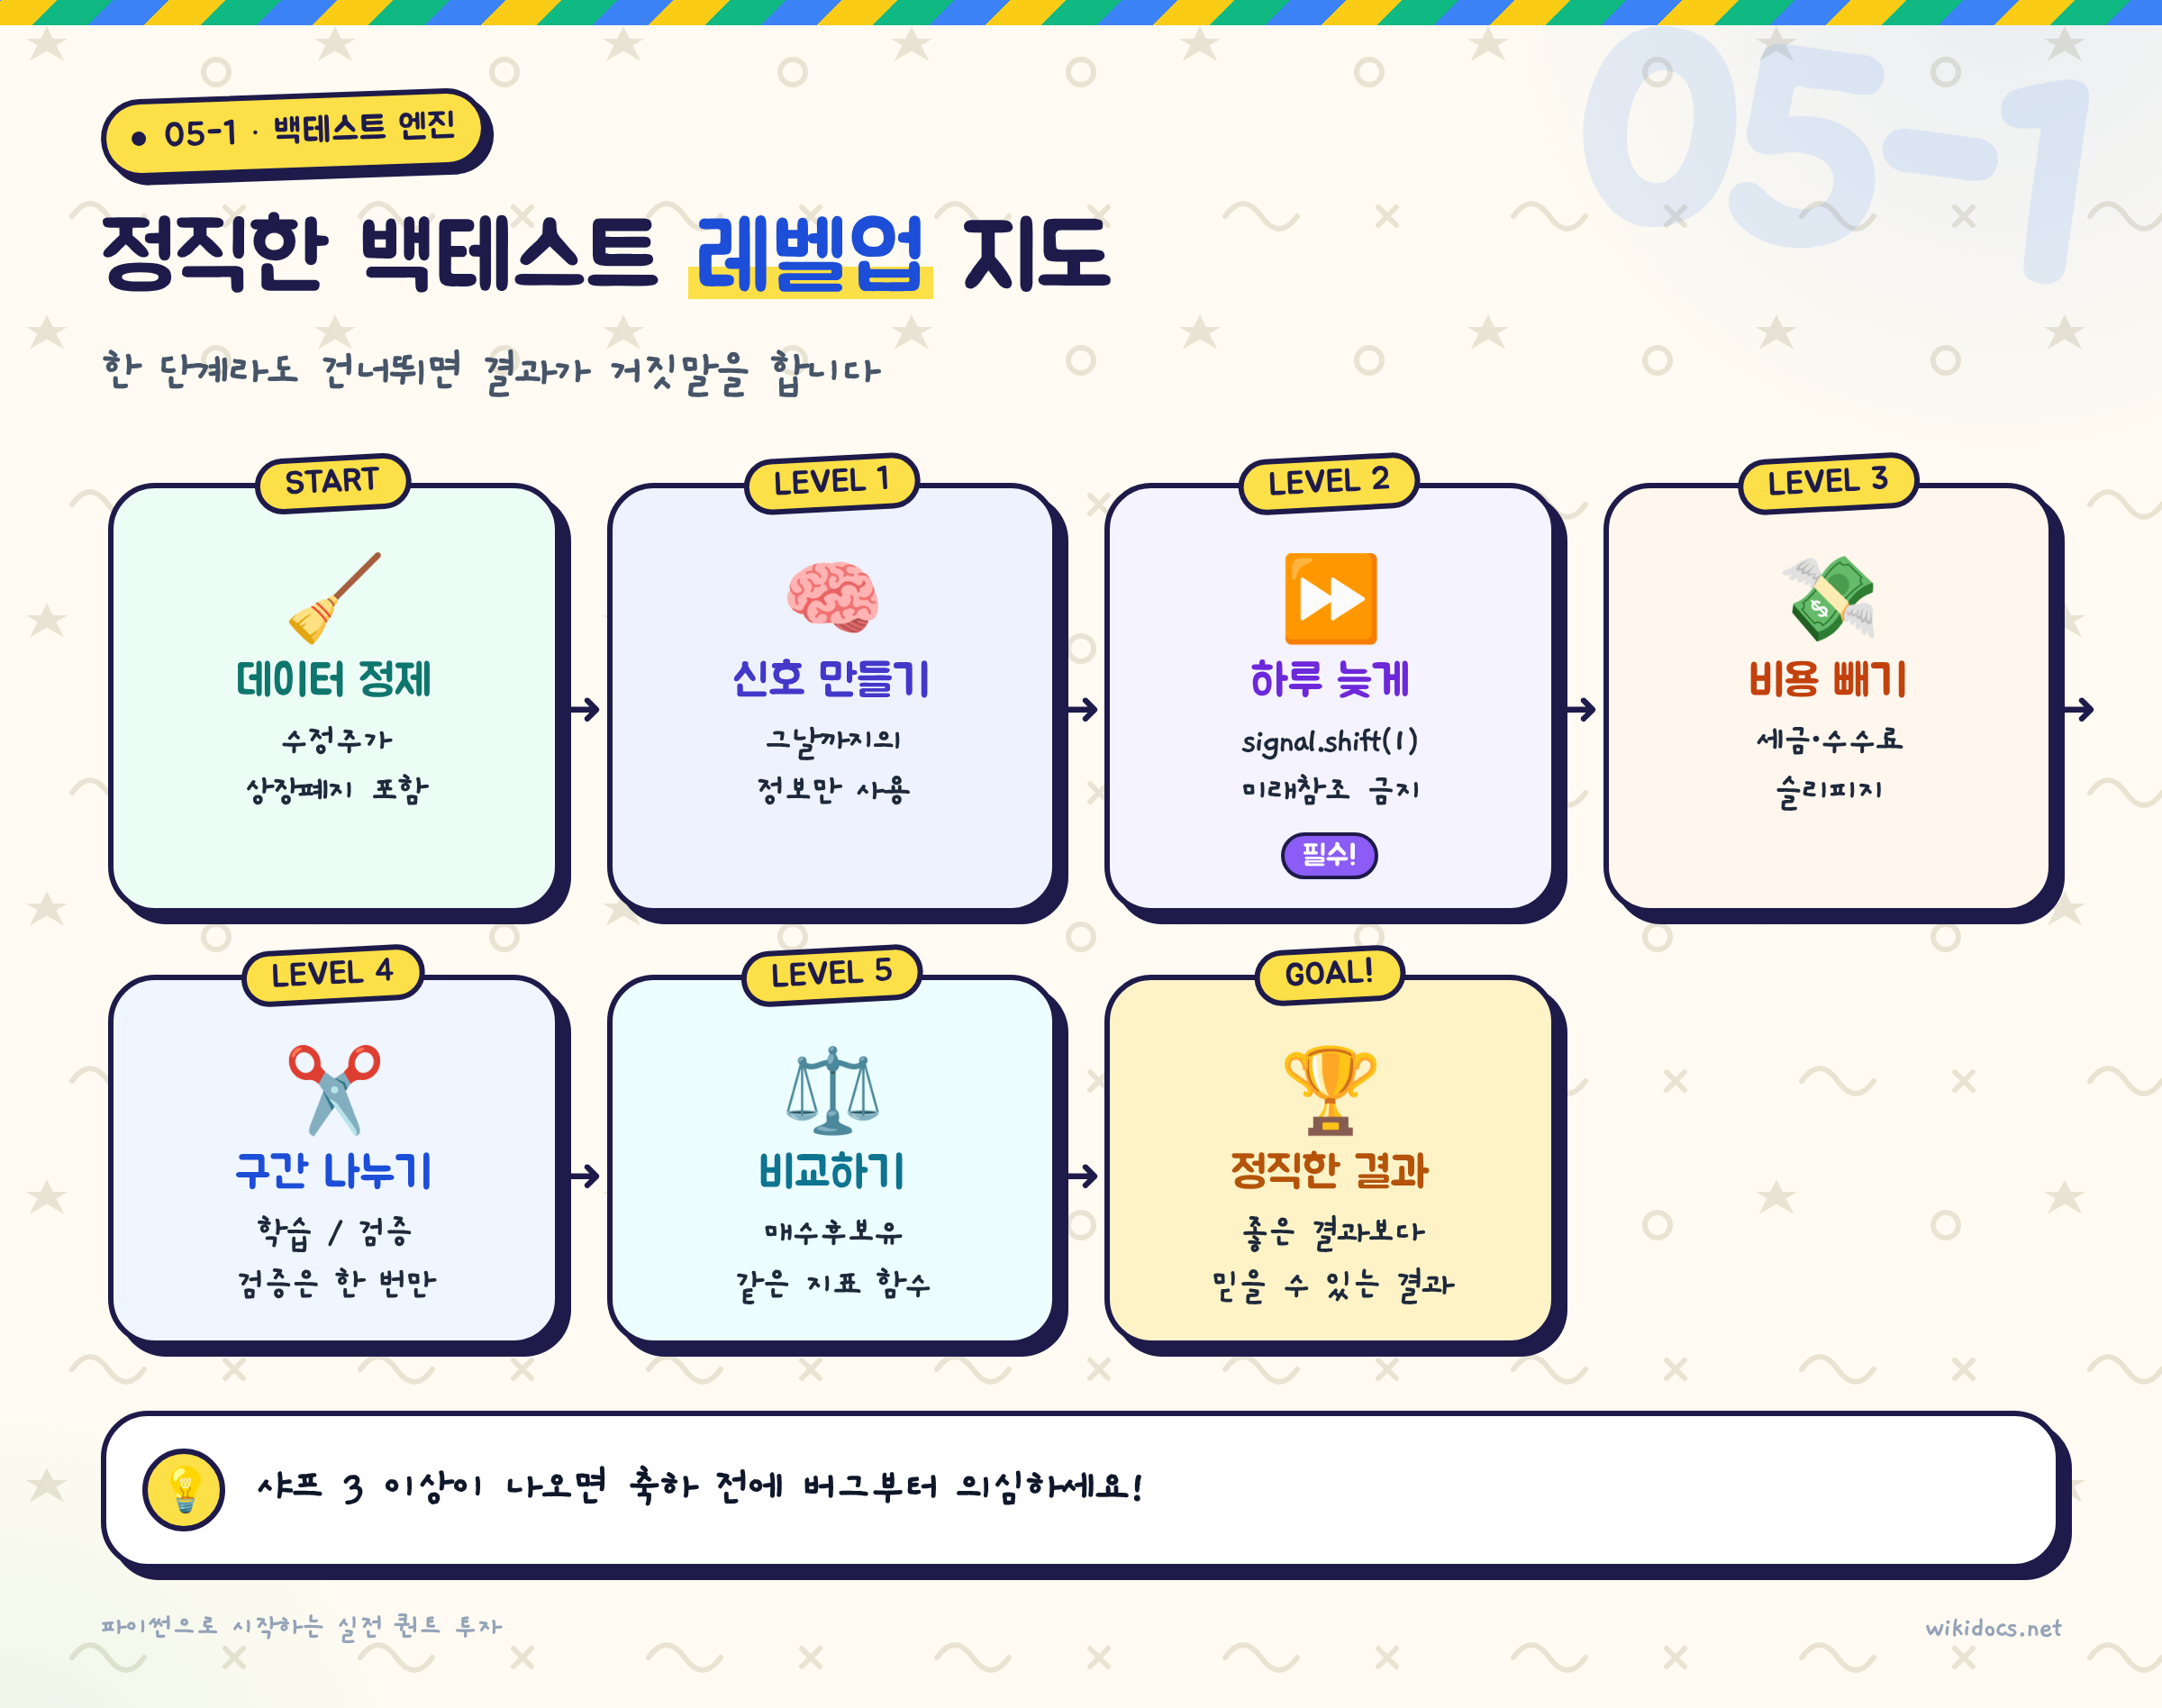 05-1
05-1 · 백테스트 엔진
정직한 백테스트 레벨업 지도
한 단계라도 건너뛰면 결과가 거짓말을 합니다
START
데이터 정제
수정주가
상장폐지 포함
LEVEL 1
신호 만들기
그날까지의
정보만 사용
LEVEL 2
하루 늦게
signal.shift(1)
미래참조 금지
필수!
LEVEL 3
비용 빼기
세금·수수료
슬리피지
LEVEL 4
구간 나누기
학습 / 검증
검증은 한 번만
LEVEL 5
비교하기
매수후보유
같은 지표 함수
GOAL!
정직한 결과
좋은 결과보다
믿을 수 있는 결과
샤프 3 이상이 나오면 축하 전에 버그부터 의심하세요!
파이썬으로 시작하는 실전 퀀트 투자
wikidocs.net